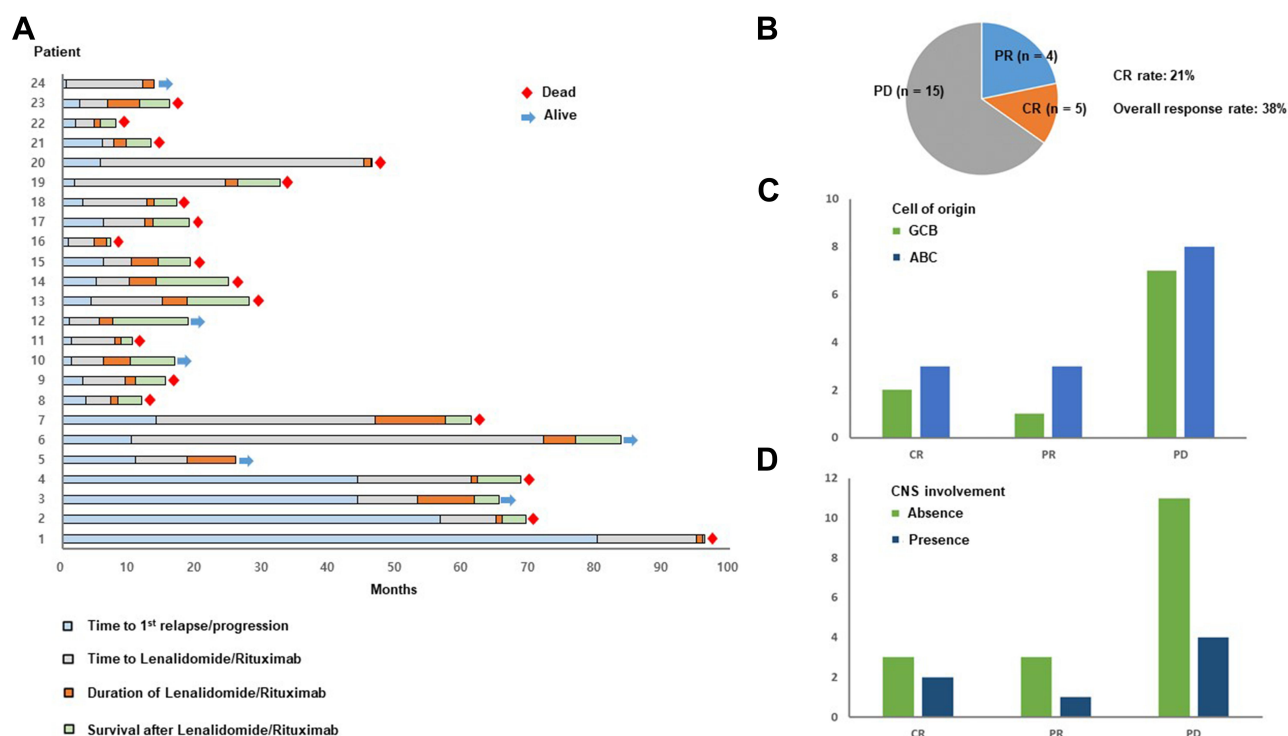 A
Patient
24
23
22
21
20
19
18
17
16
15
14
13
12
11
10
9
8
7
6
5
4
3
2
1
Dead
Alive
0 10 20 30 40 50 60 70 80 90 100
Months
Time to 1st relapse/progression
Time to Lenalidomide/Rituximab
Duration of Lenalidomide/Rituximab
Survival after Lenalidomide/Rituximab
B
PR (n = 4)
PD (n = 15)
CR (n = 5)
CR rate: 21%
Overall response rate: 38%
C
10
8
6
4
2
0
Cell of origin
GCB
ABC
CR PR PD
D
12
10
8
6
4
2
0
CNS involvement
Absence
Presence
CR PR PD